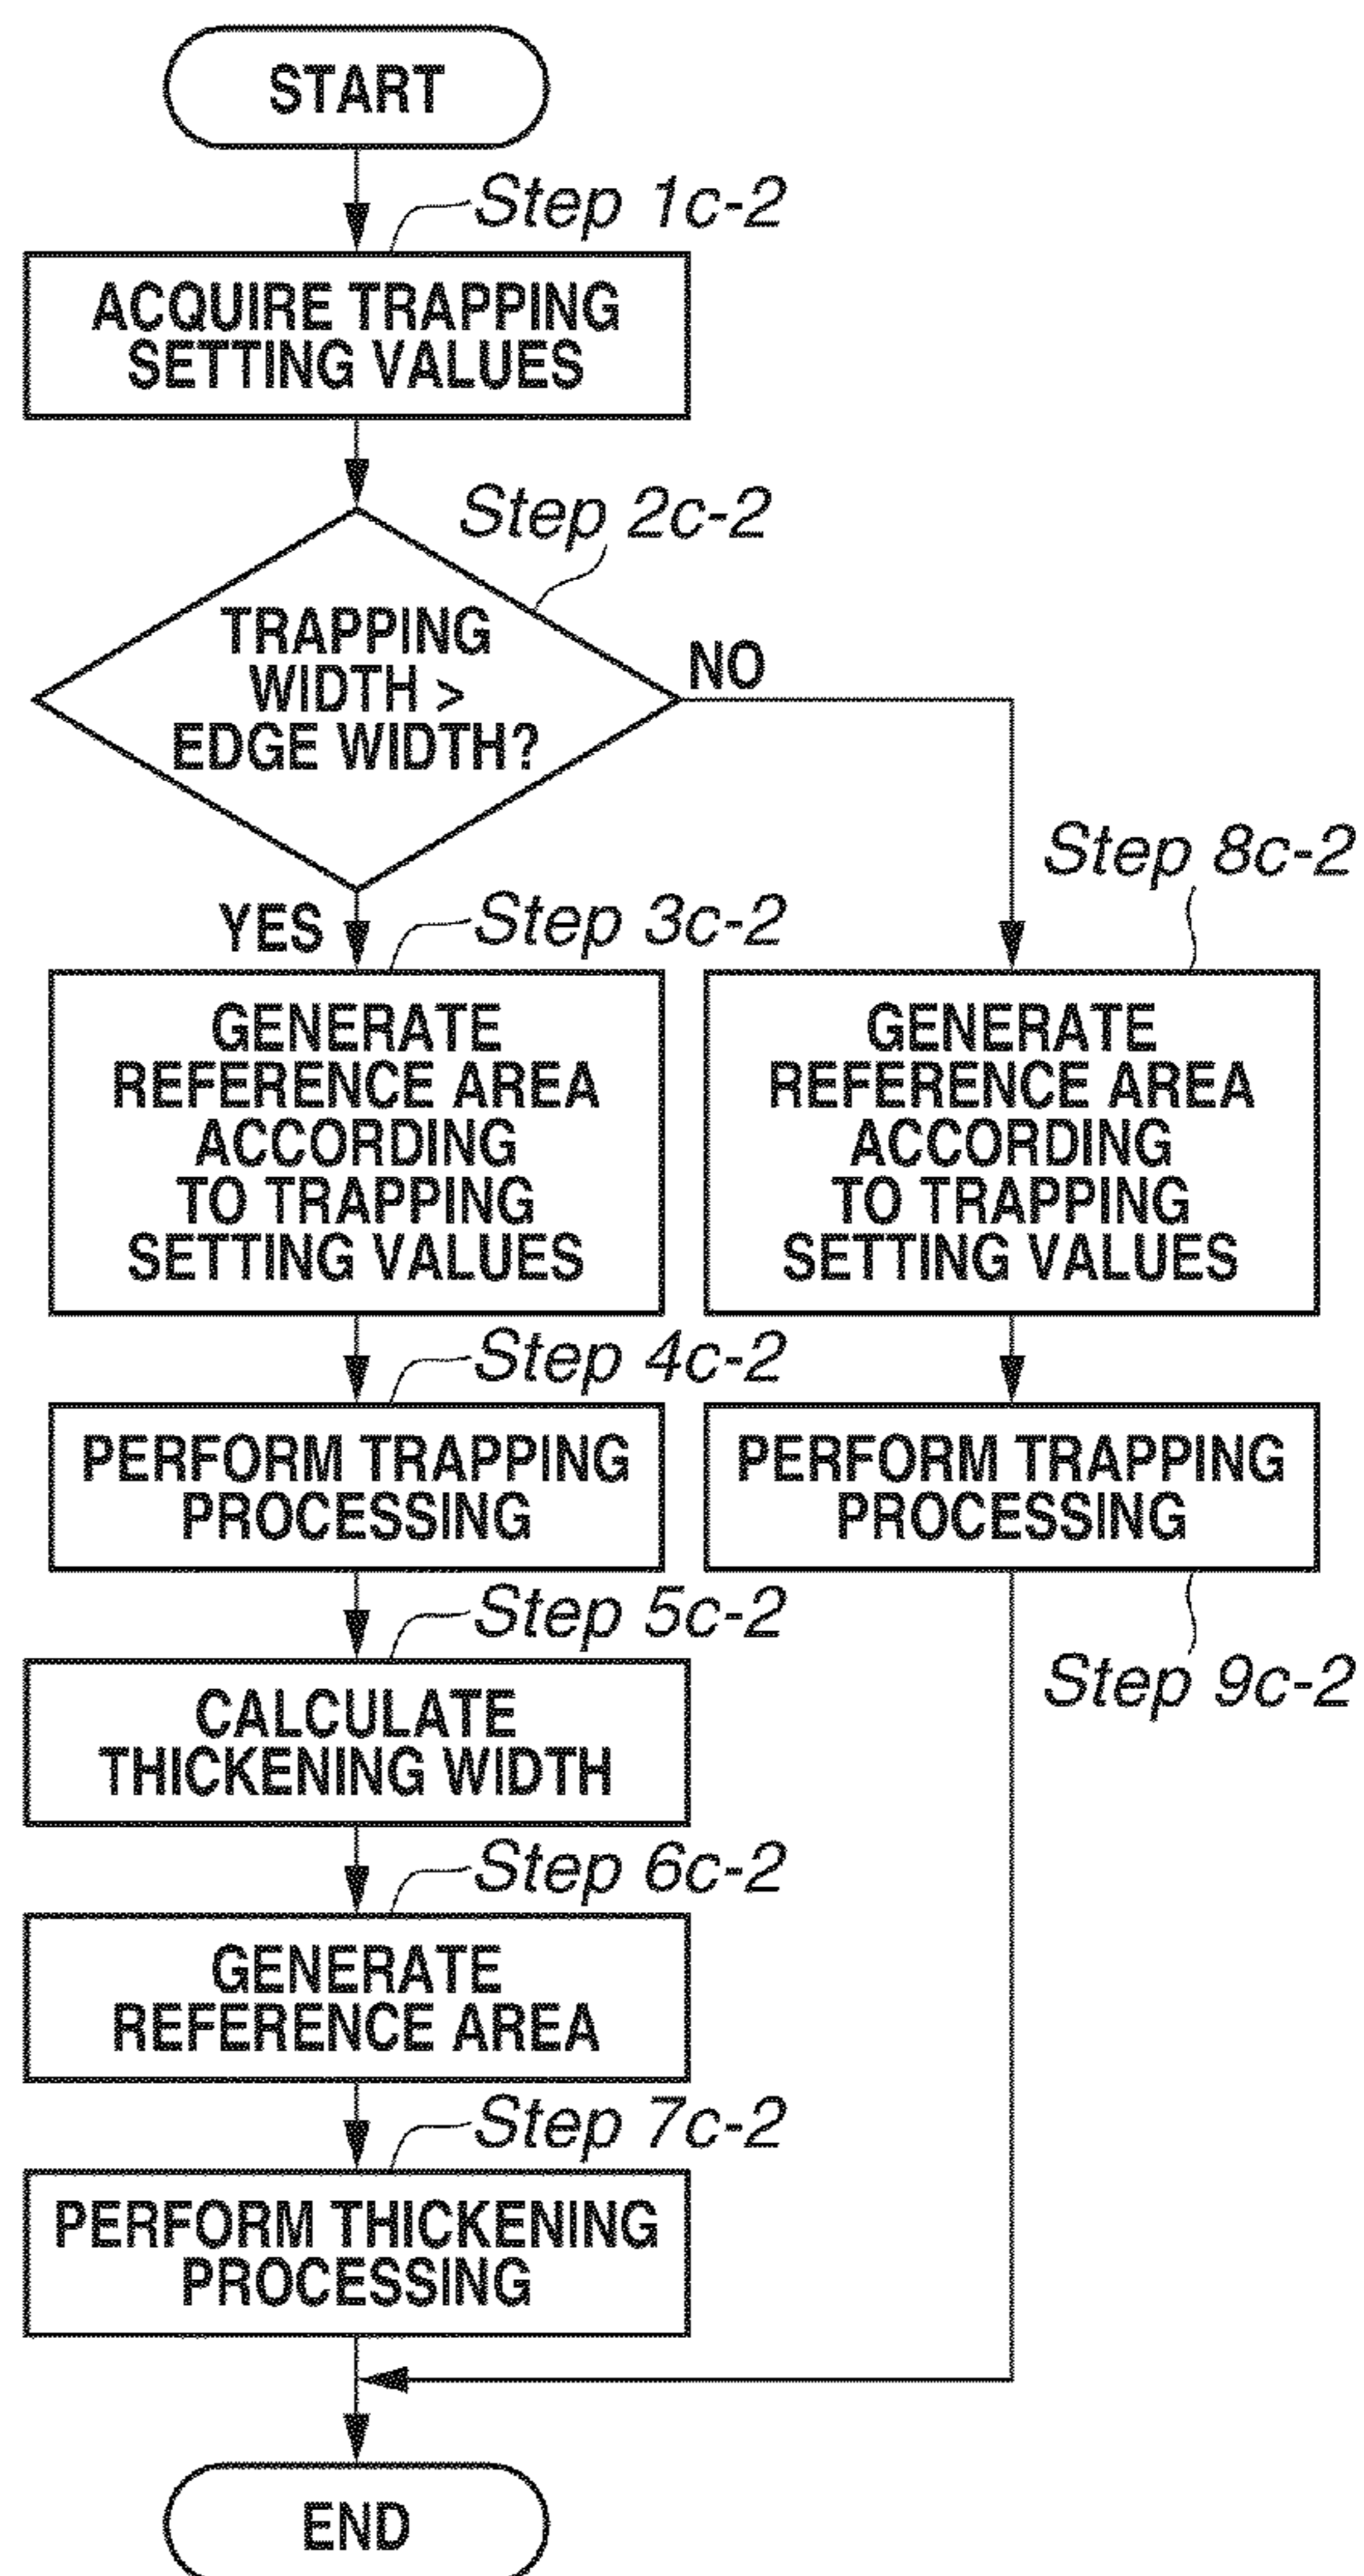 START
Step 1c-2
ACQUIRE TRAPPING
SETTING VALUES
Step 2c-2
TRAPPING
WIDTH >
EDGE WIDTH?
NO
YES
Step 3c-2
GENERATE
REFERENCE AREA
ACCORDING
TO TRAPPING
SETTING VALUES
Step 8c-2
GENERATE
REFERENCE AREA
ACCORDING
TO TRAPPING
SETTING VALUES
Step 4c-2
PERFORM TRAPPING
PROCESSING
PERFORM TRAPPING
PROCESSING
Step 9c-2
Step 5c-2
CALCULATE
THICKENING WIDTH
Step 6c-2
GENERATE
REFERENCE AREA
Step 7c-2
PERFORM THICKENING
PROCESSING
END